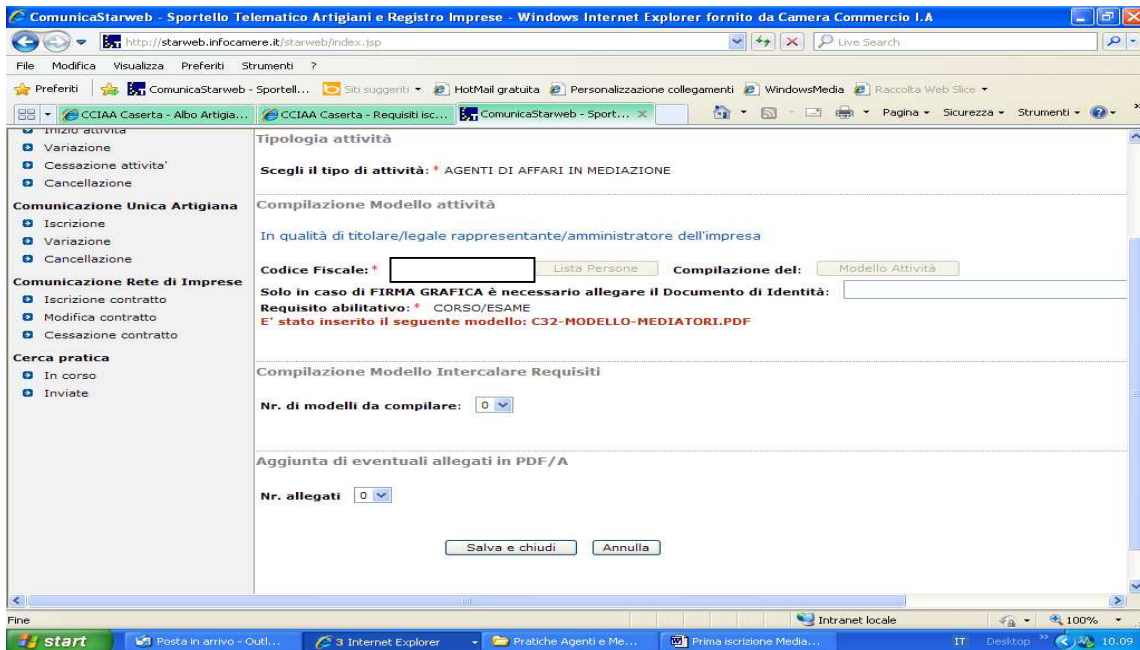 ComunicaStarweb - Sportello Telematico Artigiani e Registro Imprese - Windows Internet Explorer fornito da Camera Commercio I.A
http://starweb.infocamere.it/starweb/index.jsp
Live Search
File Modifica Visualizza Preferiti Strumenti ?
Preferiti ComunicaStarweb - Sportell... Siti suggeriti HotMail gratuita Personalizzazione collegamenti WindowsMedia Raccolta Web Slice
CCIAA Caserta - Albo Artigia... CCIAA Caserta - Requisiti isc... ComunicaStarweb - Sport... Pagina Sicurezza Strumenti
Inizio attivita
Variazione
Cessazione attivita'
Cancellazione
Comunicazione Unica Artigiana
Iscrizione
Variazione
Cancellazione
Comunicazione Rete di Imprese
Iscrizione contratto
Modifica contratto
Cessazione contratto
Cerca pratica
In corso
Inviate
Tipologia attività
Scegli il tipo di attività: * AGENTI DI AFFARI IN MEDIAZIONE
Compilazione Modello attività
In qualità di titolare/legale rappresentante/amministratore dell'impresa
Codice Fiscale: * Lista Persone Compilazione del: Modello Attività
Solo in caso di FIRMA GRAFICA è necessario allegare il Documento di Identità:
Requisito abilitativo: * CORSO/ESAME
E' stato inserito il seguente modello: C32-MODELLO-MEDIATORI.PDF
Compilazione Modello Intercalare Requisiti
Nr. di modelli da compilare: 0
Aggiunta di eventuali allegati in PDF/A
Nr. allegati 0
Salva e chiudi Annulla
Fine Intranet locale 100%
start Posta in arrivo - Outl... 3 Internet Explorer Pratiche Agenti e Me... Prima iscrizione Media... IT Desktop 10.09